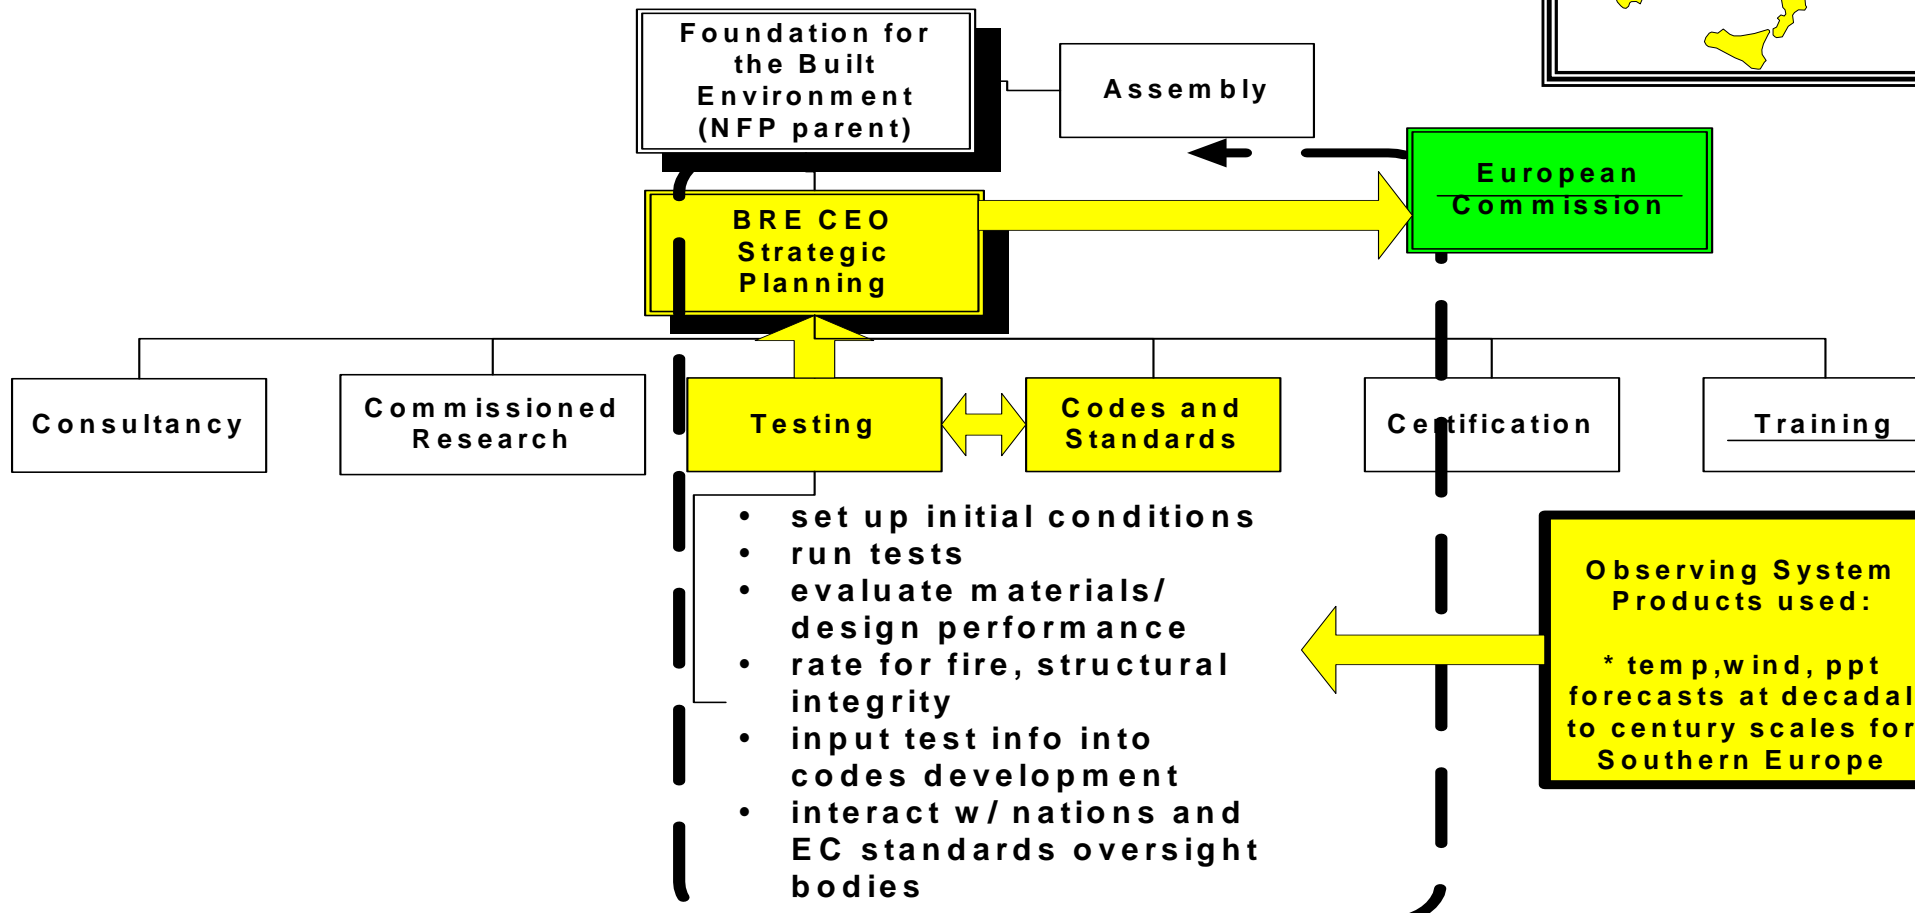 Foundation for
the Built
Environment
(NFP parent)
Assembly
European
Commission
BRE CEO
Strategic
Planning
Consultancy
Commissioned
Research
Testing
Codes and
Standards
Certification
Training
• set up initial conditions
• run tests
• evaluate materials/
design performance
• rate for fire, structural
integrity
• input test info into
codes development
• interact w/ nations and
EC standards oversight
bodies
Observing System
Products used:
* temp,wind, ppt
forecasts at decadal
to century scales for
Southern Europe